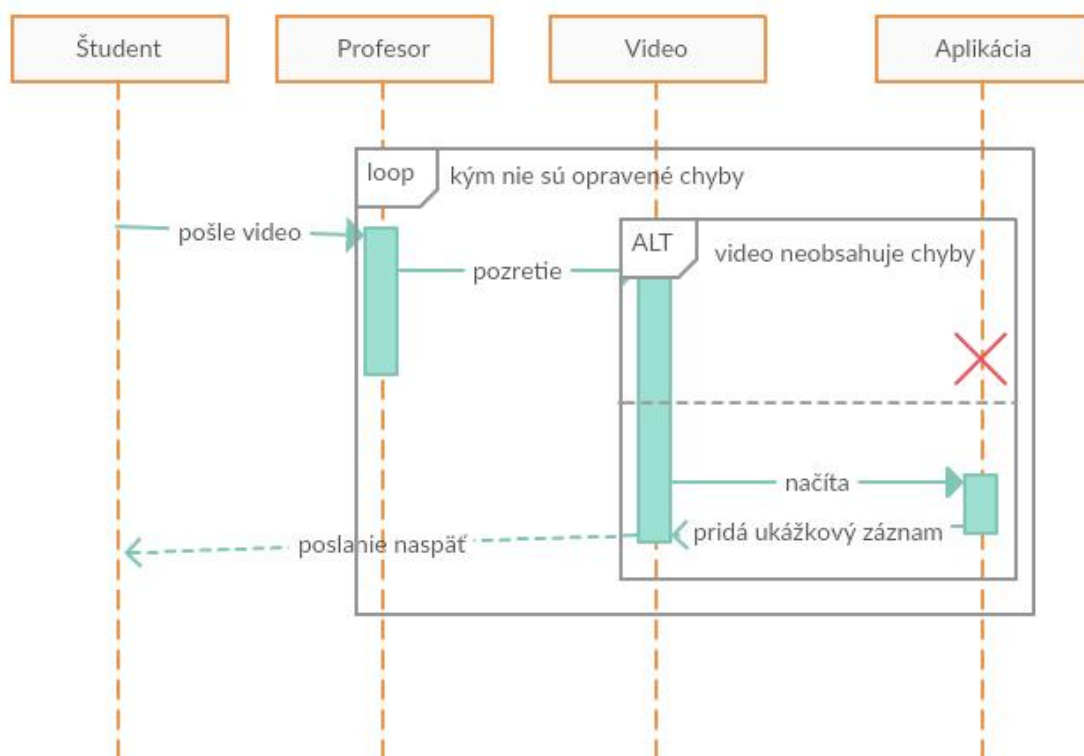 Študent
Profesor
Video
Aplikácia
loop
kým nie sú opravené chyby
pošle video
ALT
video neobsahuje chyby
pozretie
načíta
pridá ukážkový záznam
poslanie naspäť